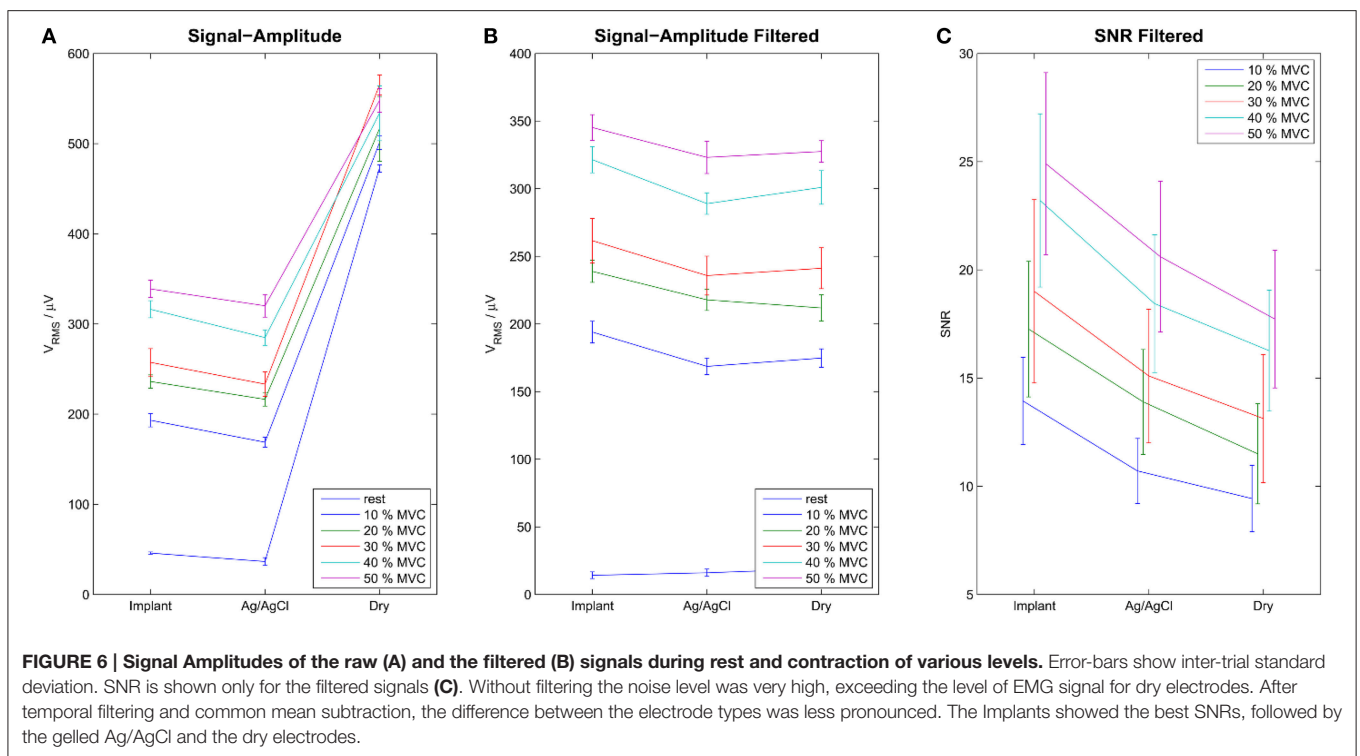 A
Signal-Amplitude
600
500
400
300
200
100
0
V_RMS / µV
Implant
Ag/AgCl
Dry
rest
10 % MVC
20 % MVC
30 % MVC
40 % MVC
50 % MVC
B
Signal-Amplitude Filtered
400
350
300
250
200
150
100
50
0
V_RMS / µV
Implant
Ag/AgCl
Dry
rest
10 % MVC
20 % MVC
30 % MVC
40 % MVC
50 % MVC
C
SNR Filtered
30
25
20
15
10
5
SNR
Implant
Ag/AgCl
Dry
10 % MVC
20 % MVC
30 % MVC
40 % MVC
50 % MVC
FIGURE 6 | Signal Amplitudes of the raw (A) and the filtered (B) signals during rest and contraction of various levels. Error-bars show inter-trial standard
deviation. SNR is shown only for the filtered signals (C). Without filtering the noise level was very high, exceeding the level of EMG signal for dry electrodes. After
temporal filtering and common mean subtraction, the difference between the electrode types was less pronounced. The Implants showed the best SNRs, followed by
the gelled Ag/AgCl and the dry electrodes.